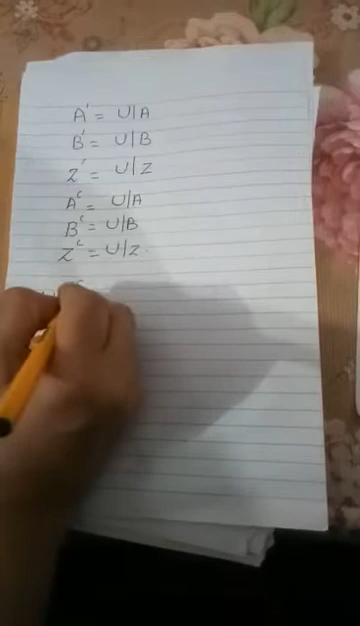 A' = U|A
B' = U|B
Z' = U|Z
Aᶜ = U|A
Bᶜ = U|B
Zᶜ = U|Z.